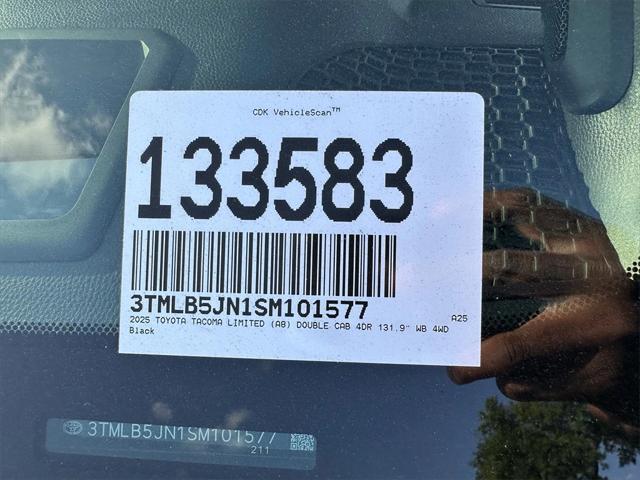 CDK VehicleScan™
133583
3TMLB5JN1SM101577
A25
2025 TOYOTA TACOMA LIMITED (A8) DOUBLE CAB 4DR 131.9" WB 4WD
Black
3TMLB5JN1SM101577
211